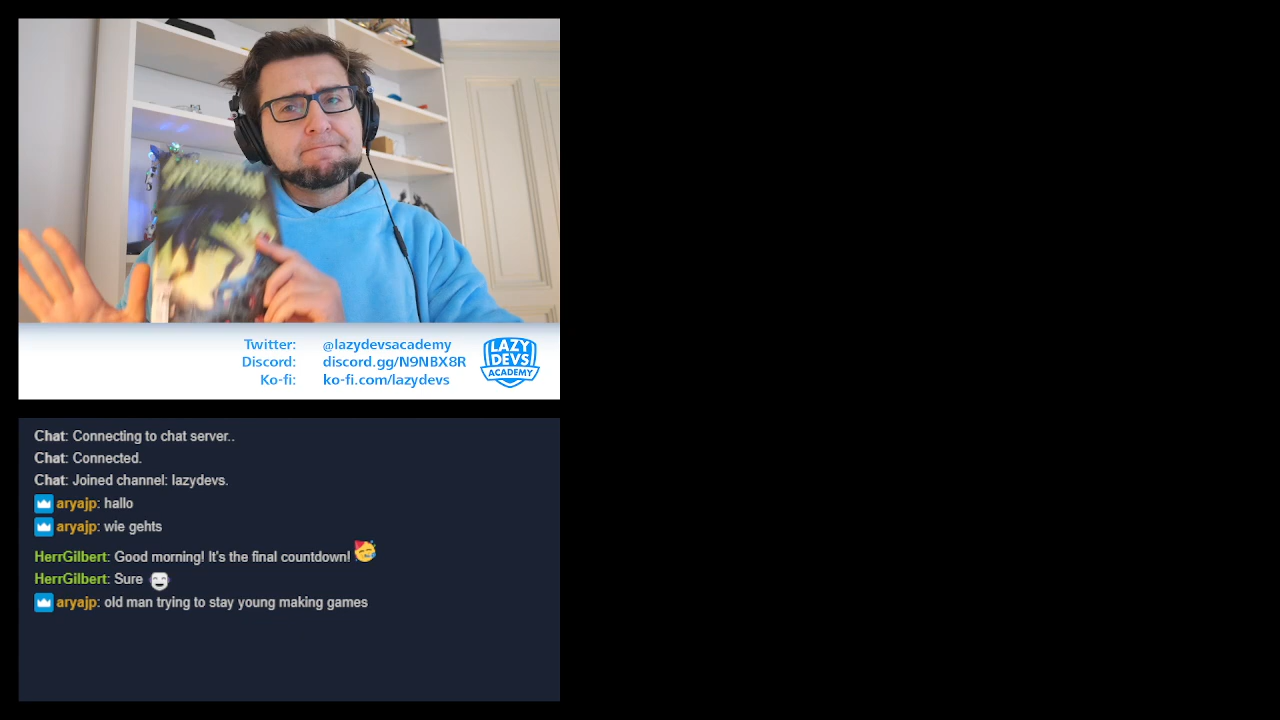 Twitter: @lazydevsacademy
Discord: discord.gg/N9NBX8R
Ko-fi: ko-fi.com/lazydevs
LAZY
DEVS
ACADEMY
Chat: Connecting to chat server..
Chat: Connected.
Chat: Joined channel: lazydevs.
aryajp: hallo
aryajp: wie gehts
HerrGilbert: Good morning! It's the final countdown!
HerrGilbert: Sure
aryajp: old man trying to stay young making games